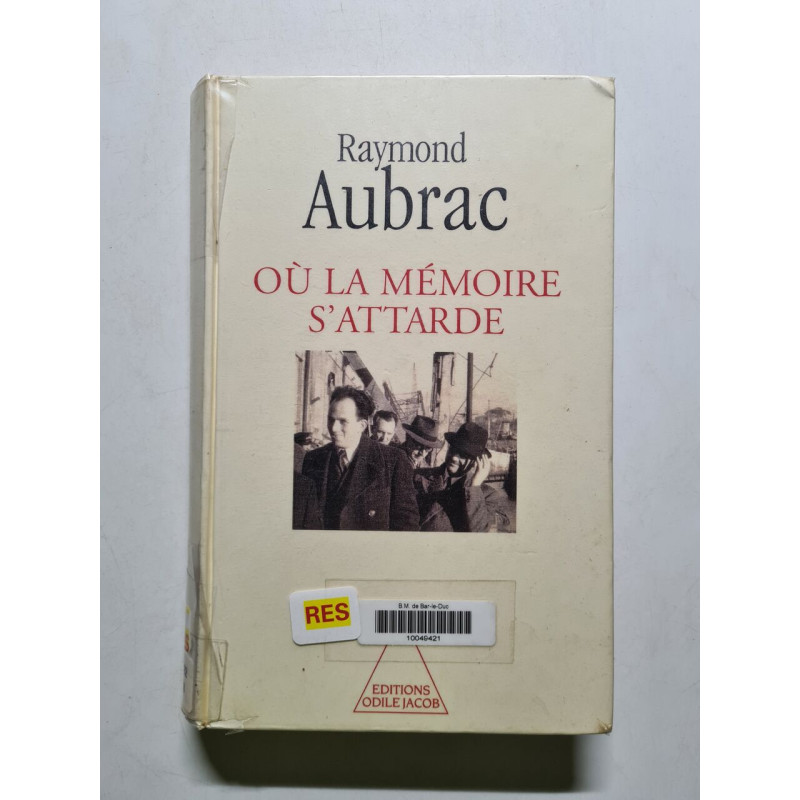 Raymond
Aubrac
OÙ LA MÉMOIRE
S'ATTARDE
RES
B.M. de Bar-le-Duc
10049421
EDITIONS
ODILE JACOB